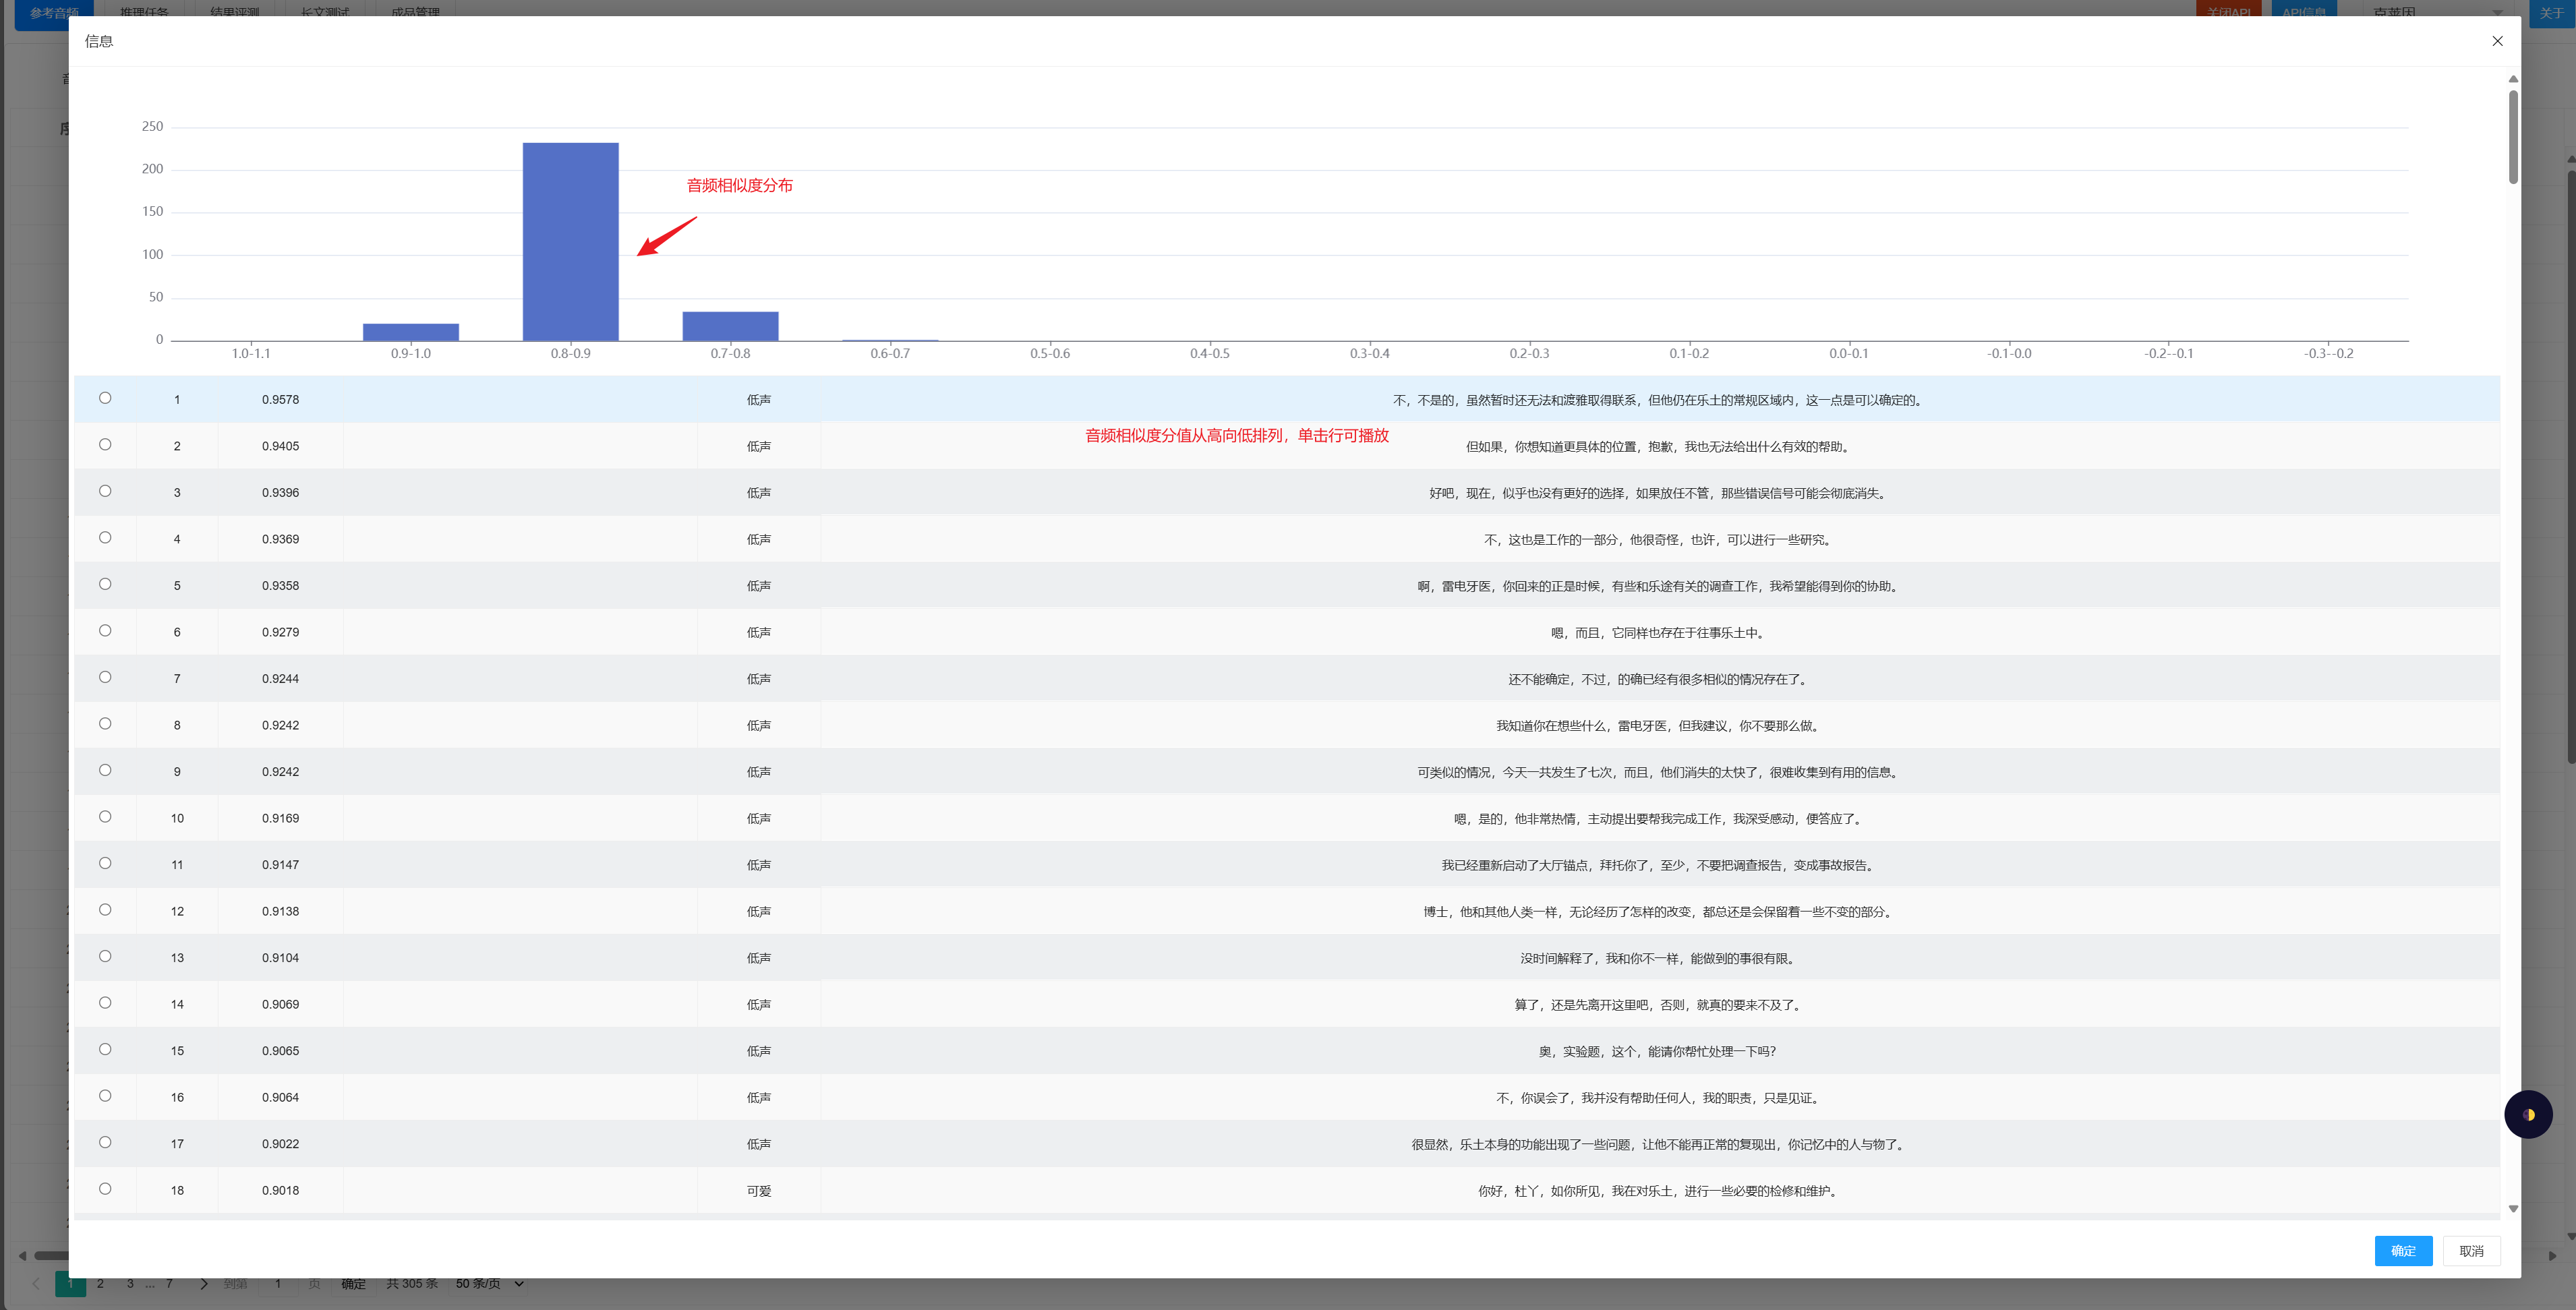 参考音频 推理任务 结果评测 长文测试 成品管理 关闭API API信息 克莱因 关于
信息
250
200
音频相似度分布
150
100
50
0
1.0-1.1 0.9-1.0 0.8-0.9 0.7-0.8 0.6-0.7 0.5-0.6 0.4-0.5 0.3-0.4 0.2-0.3 0.1-0.2 0.0-0.1 -0.1-0.0 -0.2--0.1 -0.3--0.2
1 0.9578 低声 不，不是的，虽然暂时还无法和渡雅取得联系，但他仍在乐土的常规区域内，这一点是可以确定的。
音频相似度分值从高向低排列，单击行可播放
2 0.9405 低声 但如果，你想知道更具体的位置，抱歉，我也无法给出什么有效的帮助。
3 0.9396 低声 好吧，现在，似乎也没有更好的选择，如果放任不管，那些错误信号可能会彻底消失。
4 0.9369 低声 不，这也是工作的一部分，他很奇怪，也许，可以进行一些研究。
5 0.9358 低声 啊，雷电牙医，你回来的正是时候，有些和乐途有关的调查工作，我希望能得到你的协助。
6 0.9279 低声 嗯，而且，它同样也存在于往事乐土中。
7 0.9244 低声 还不能确定，不过，的确已经有很多相似的情况存在了。
8 0.9242 低声 我知道你在想些什么，雷电牙医，但我建议，你不要那么做。
9 0.9242 低声 可类似的情况，今天一共发生了七次，而且，他们消失的太快了，很难收集到有用的信息。
10 0.9169 低声 嗯，是的，他非常热情，主动提出要帮我完成工作，我深受感动，便答应了。
11 0.9147 低声 我已经重新启动了大厅锚点，拜托你了，至少，不要把调查报告，变成事故报告。
12 0.9138 低声 博士，他和其他人类一样，无论经历了怎样的改变，都总还是会保留着一些不变的部分。
13 0.9104 低声 没时间解释了，我和你不一样，能做到的事很有限。
14 0.9069 低声 算了，还是先离开这里吧，否则，就真的要来不及了。
15 0.9065 低声 奥，实验题，这个，能请你帮忙处理一下吗？
16 0.9064 低声 不，你误会了，我并没有帮助任何人，我的职责，只是见证。
17 0.9022 低声 很显然，乐土本身的功能出现了一些问题，让他不能再正常的复现出，你记忆中的人与物了。
18 0.9018 可爱 你好，杜丫，如你所见，我在对乐土，进行一些必要的检修和维护。
确定 取消
1 2 3 ... 7 到第 1 页 确定 共 305 条 50 条/页